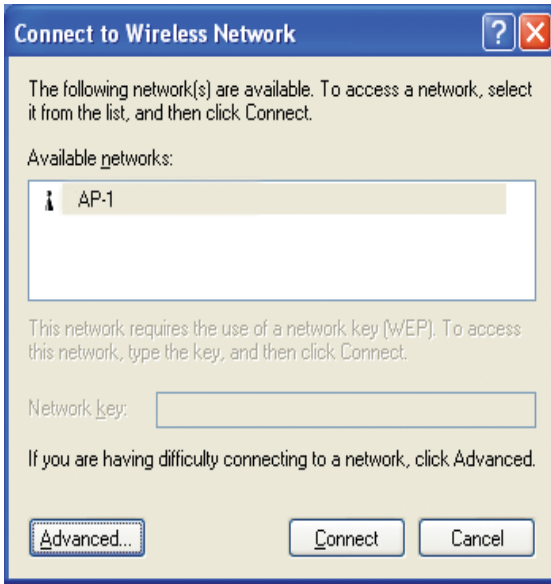 Connect to Wireless Network
The following network(s) are available. To access a network, select
it from the list, and then click Connect.
Available networks:
AP-1
This network requires the use of a network key (WEP). To access
this network, type the key, and then click Connect.
Network key:
If you are having difficulty connecting to a network, click Advanced.
Advanced... Connect Cancel